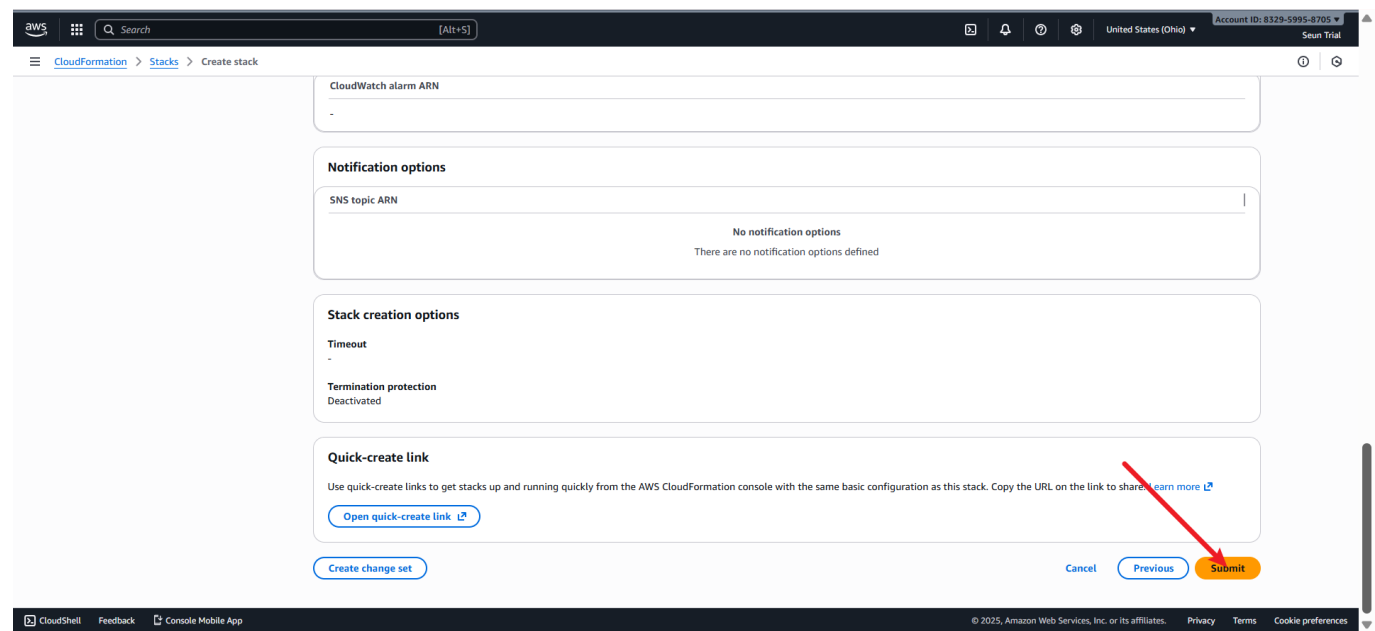 aws
Search
[Alt+S]
United States (Ohio) ▼
Account ID: 8329-5995-8705 ▼
Seun Trial
CloudFormation > Stacks > Create stack
CloudWatch alarm ARN
-
Notification options
SNS topic ARN
No notification options
There are no notification options defined
Stack creation options
Timeout
-
Termination protection
Deactivated
Quick-create link
Use quick-create links to get stacks up and running quickly from the AWS CloudFormation console with the same basic configuration as this stack. Copy the URL on the link to share. Learn more
Open quick-create link
Create change set
Cancel
Previous
Submit
CloudShell Feedback Console Mobile App
© 2025, Amazon Web Services, Inc. or its affiliates. Privacy Terms Cookie preferences